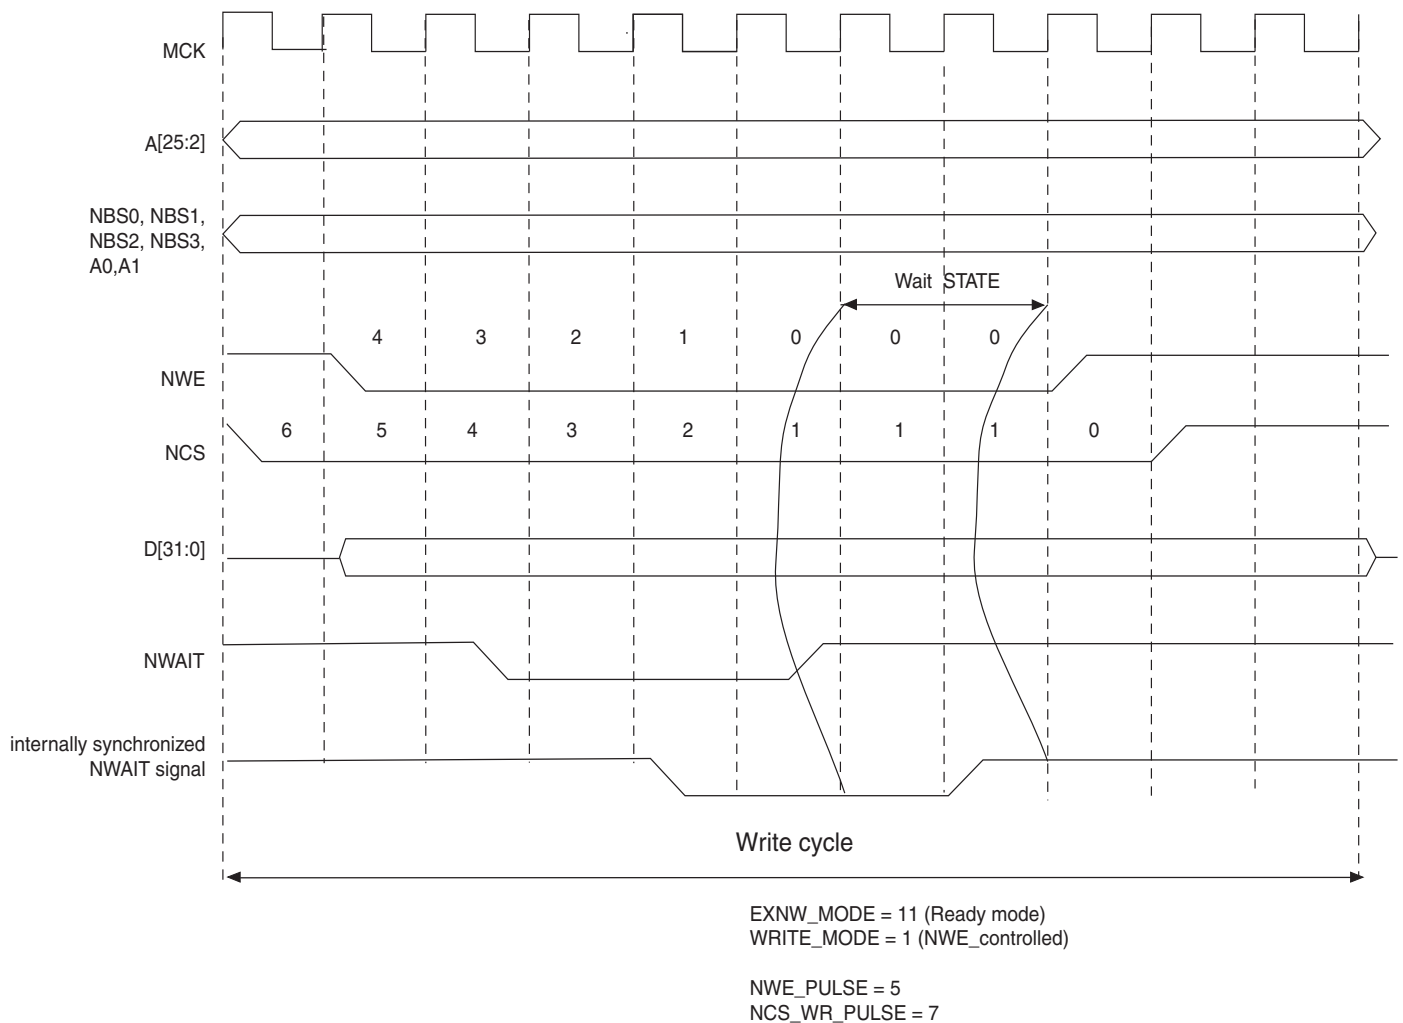 MCK
A[25:2]
NBS0, NBS1,
NBS2, NBS3,
A0,A1
Wait STATE
4 3 2 1 0 0 0
NWE
6 5 4 3 2 1 1 1 0
NCS
D[31:0]
NWAIT
internally synchronized
NWAIT signal
Write cycle
EXNW_MODE = 11 (Ready mode)
WRITE_MODE = 1 (NWE_controlled)
NWE_PULSE = 5
NCS_WR_PULSE = 7